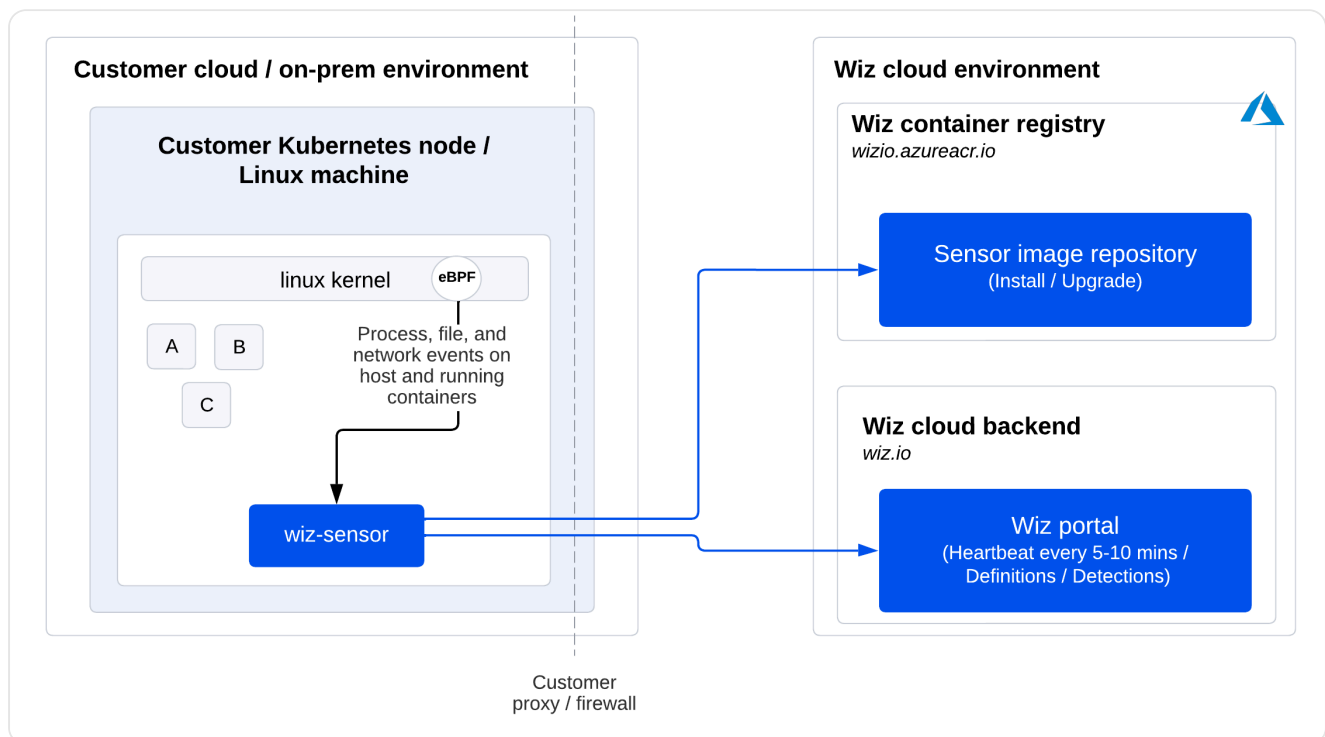 Customer cloud / on-prem environment
Customer Kubernetes node /
Linux machine
linux kernel
eBPF
A
B
C
Process, file, and
network events on
host and running
containers
wiz-sensor
Customer
proxy / firewall
Wiz cloud environment
Wiz container registry
wizio.azureacr.io
Sensor image repository
(Install / Upgrade)
Wiz cloud backend
wiz.io
Wiz portal
(Heartbeat every 5-10 mins /
Definitions / Detections)